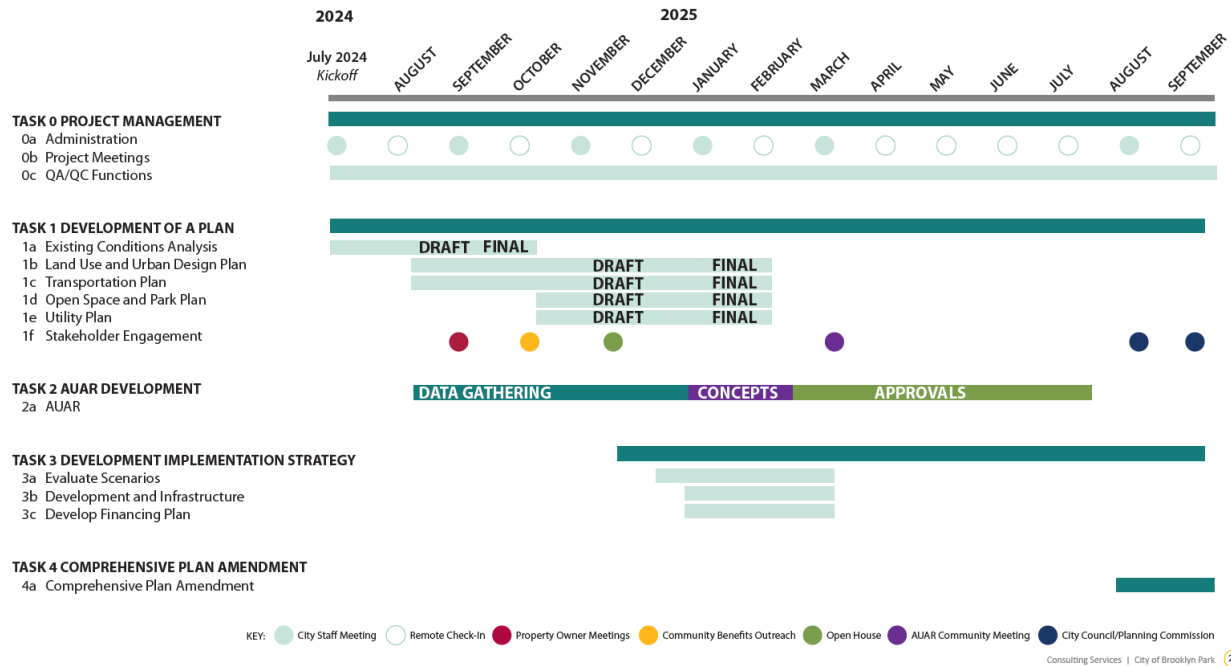 2024 2025
July 2024
Kickoff
AUGUST SEPTEMBER OCTOBER NOVEMBER DECEMBER JANUARY FEBRUARY MARCH APRIL MAY JUNE JULY AUGUST SEPTEMBER
TASK 0 PROJECT MANAGEMENT
0a Administration
0b Project Meetings
0c QA/QC Functions
TASK 1 DEVELOPMENT OF A PLAN
1a Existing Conditions Analysis DRAFT FINAL
1b Land Use and Urban Design Plan DRAFT FINAL
1c Transportation Plan DRAFT FINAL
1d Open Space and Park Plan DRAFT FINAL
1e Utility Plan DRAFT FINAL
1f Stakeholder Engagement
TASK 2 AUAR DEVELOPMENT DATA GATHERING CONCEPTS APPROVALS
2a AUAR
TASK 3 DEVELOPMENT IMPLEMENTATION STRATEGY
3a Evaluate Scenarios
3b Development and Infrastructure
3c Develop Financing Plan
TASK 4 COMPREHENSIVE PLAN AMENDMENT
4a Comprehensive Plan Amendment
KEY: City Staff Meeting Remote Check-In Property Owner Meetings Community Benefits Outreach Open House AUAR Community Meeting City Council/Planning Commission
Consulting Services | City of Brooklyn Park